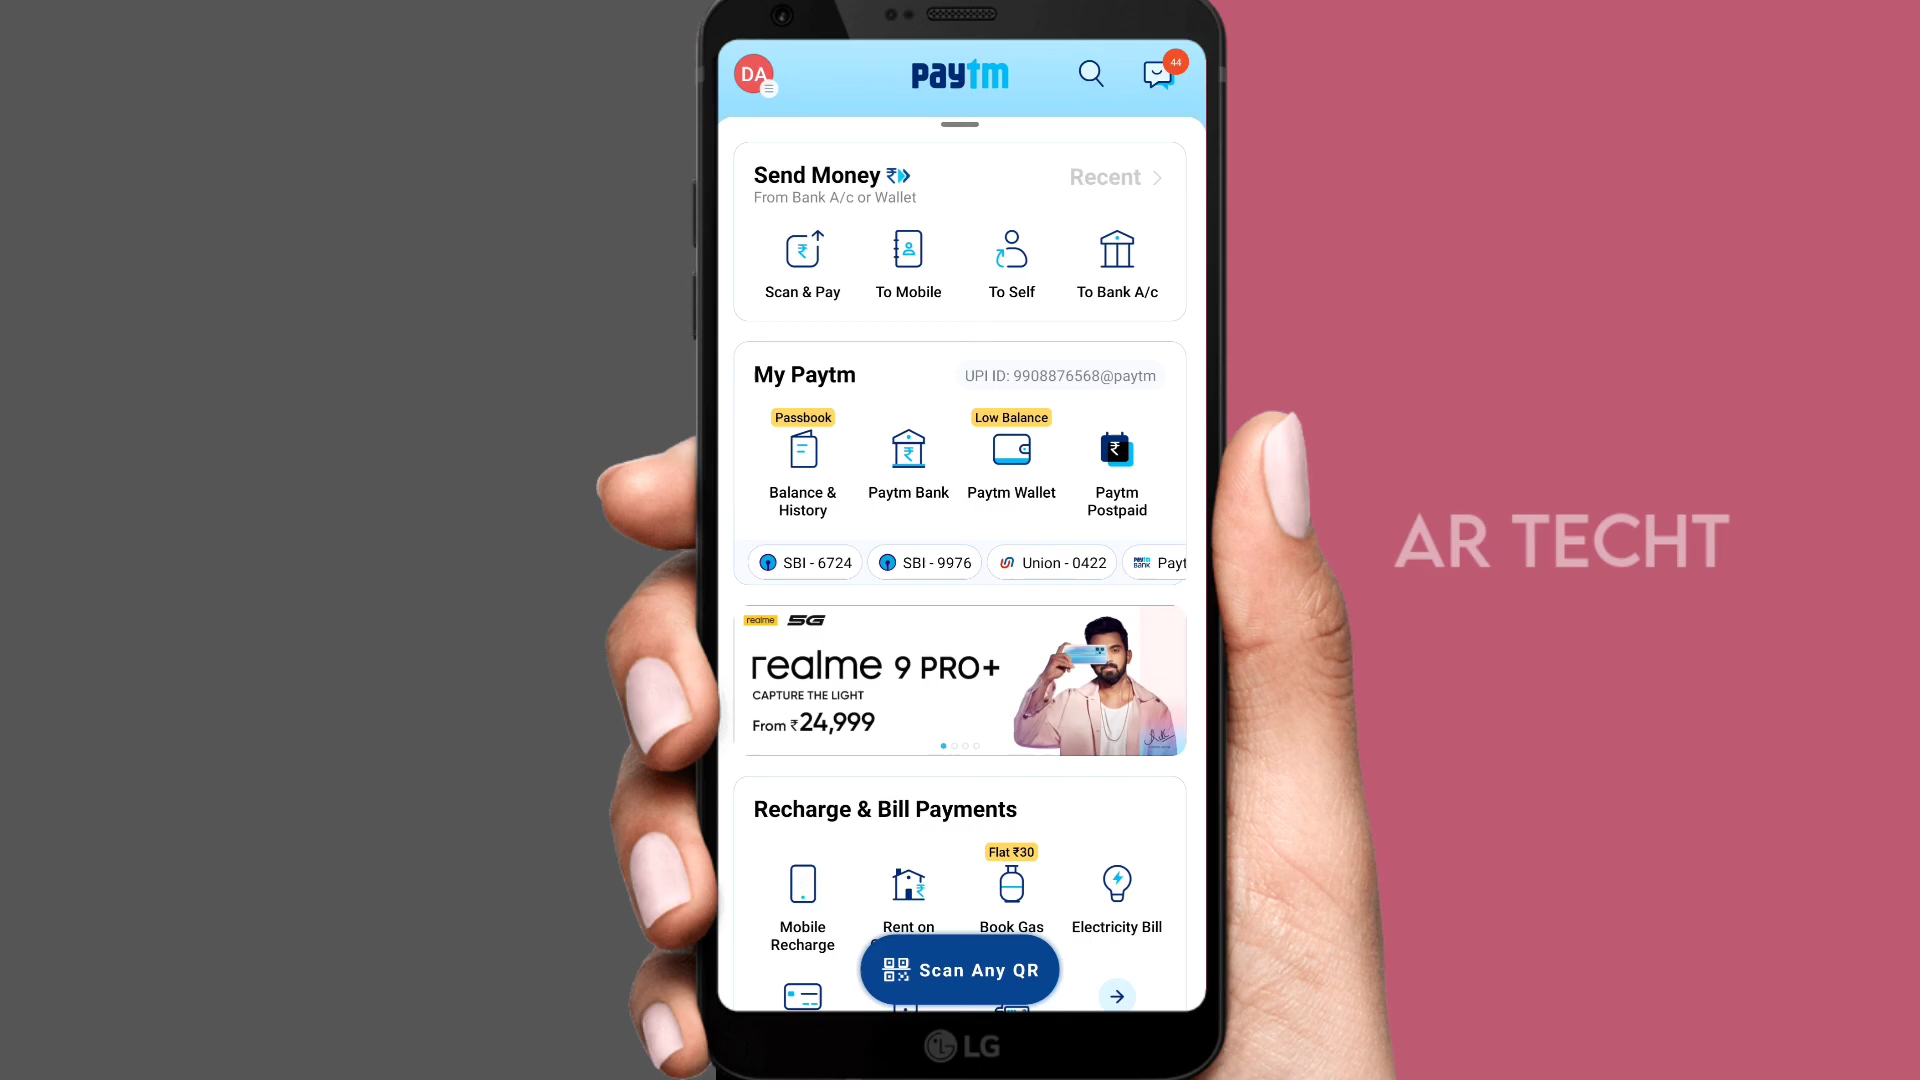 DA
paytm
44
Send Money
Recent
From Bank A/c or Wallet
Scan & Pay
To Mobile
To Self
To Bank A/c
My Paytm
UPI ID: 9908876568@paytm
Passbook
Low Balance
Balance & History
Paytm Bank
Paytm Wallet
Paytm Postpaid
SBI - 6724
SBI - 9976
Union - 0422
paytm BANK
Payt
realme 5G
realme 9 PRO+
CAPTURE THE LIGHT
From ₹24,999
Recharge & Bill Payments
Flat ₹30
Mobile Recharge
Rent on
Book Gas
Electricity Bill
Scan Any QR
LG
AR TECHT